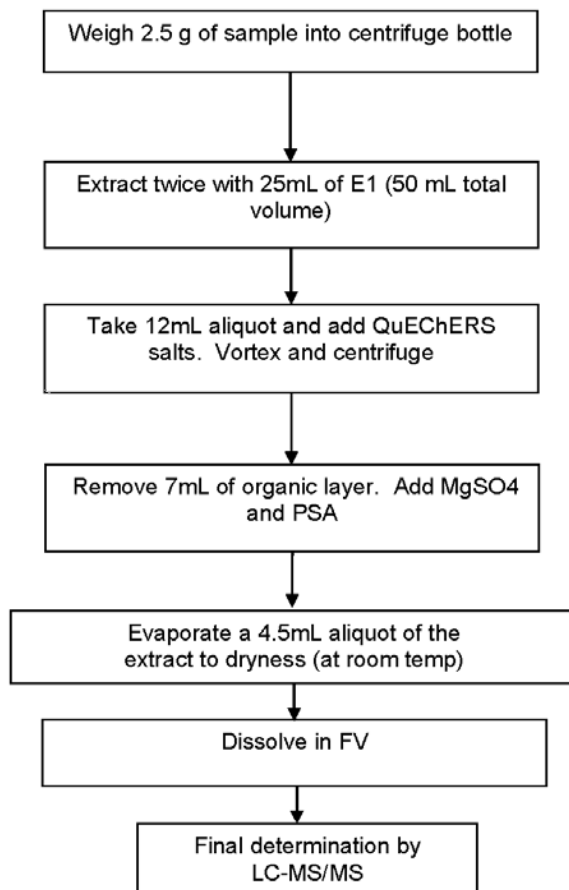 Weigh 2.5 g of sample into centrifuge bottle
Extract twice with 25mL of E1 (50 mL total
volume)
Take 12mL aliquot and add QuEChERS
salts. Vortex and centrifuge
Remove 7mL of organic layer. Add MgSO4
and PSA
Evaporate a 4.5mL aliquot of the
extract to dryness (at room temp)
Dissolve in FV
Final determination by
LC-MS/MS